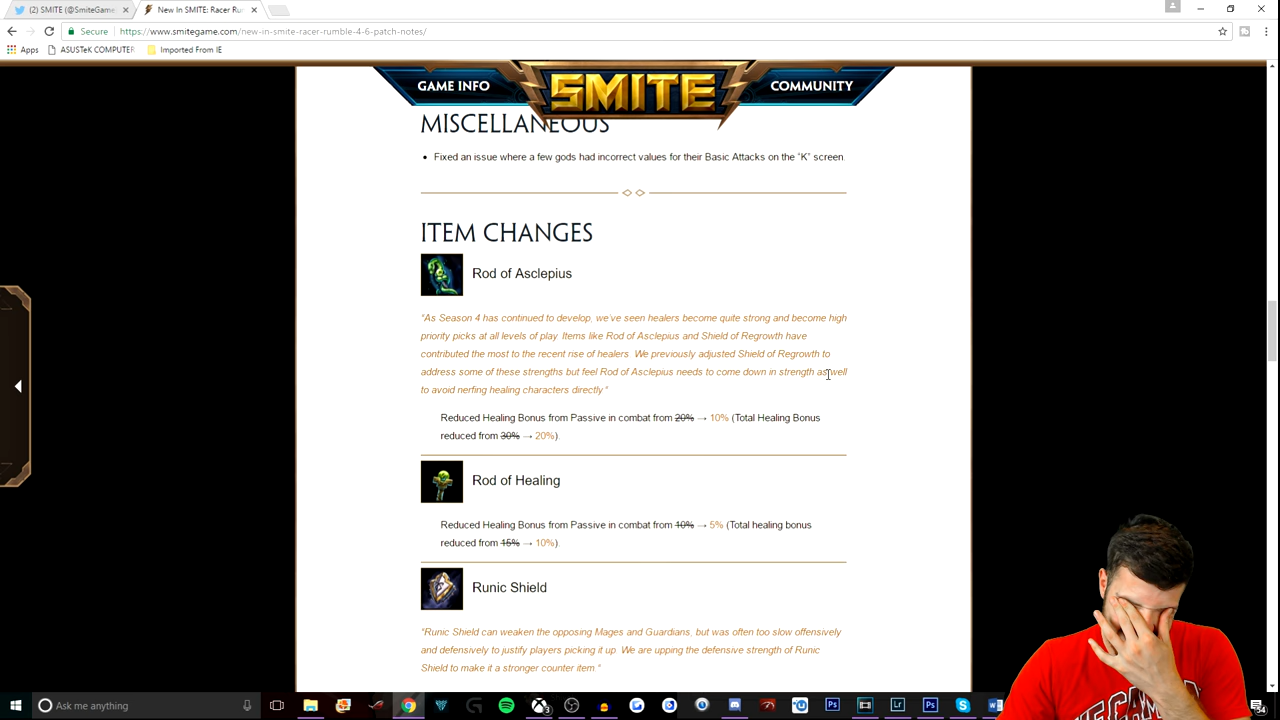 (2) SMITE (@SmiteGame
New In SMITE: Racer Ru
Secure
https://www.smitegame.com/new-in-smite-racer-rumble-4-6-patch-notes/
Apps
ASUSTeK COMPUTER
Imported From IE
GAME INFO
SMITE
COMMUNITY
MISCELLANEOUS
Fixed an issue where a few gods had incorrect values for their Basic Attacks on the "K" screen.
ITEM CHANGES
Rod of Asclepius
"As Season 4 has continued to develop, we've seen healers become quite strong and become high
priority picks at all levels of play. Items like Rod of Asclepius and Shield of Regrowth have
contributed the most to the recent rise of healers. We previously adjusted Shield of Regrowth to
address some of these strengths but feel Rod of Asclepius needs to come down in strength aswell
to avoid nerfing healing characters directly."
Reduced Healing Bonus from Passive in combat from 20% → 10% (Total Healing Bonus
reduced from 30% → 20%).
Rod of Healing
Reduced Healing Bonus from Passive in combat from 10% → 5% (Total healing bonus
reduced from 15% → 10%).
Runic Shield
"Runic Shield can weaken the opposing Mages and Guardians, but was often too slow offensively
and defensively to justify players picking it up. We are upping the defensive strength of Runic
Shield to make it a stronger counter item."
Ask me anything